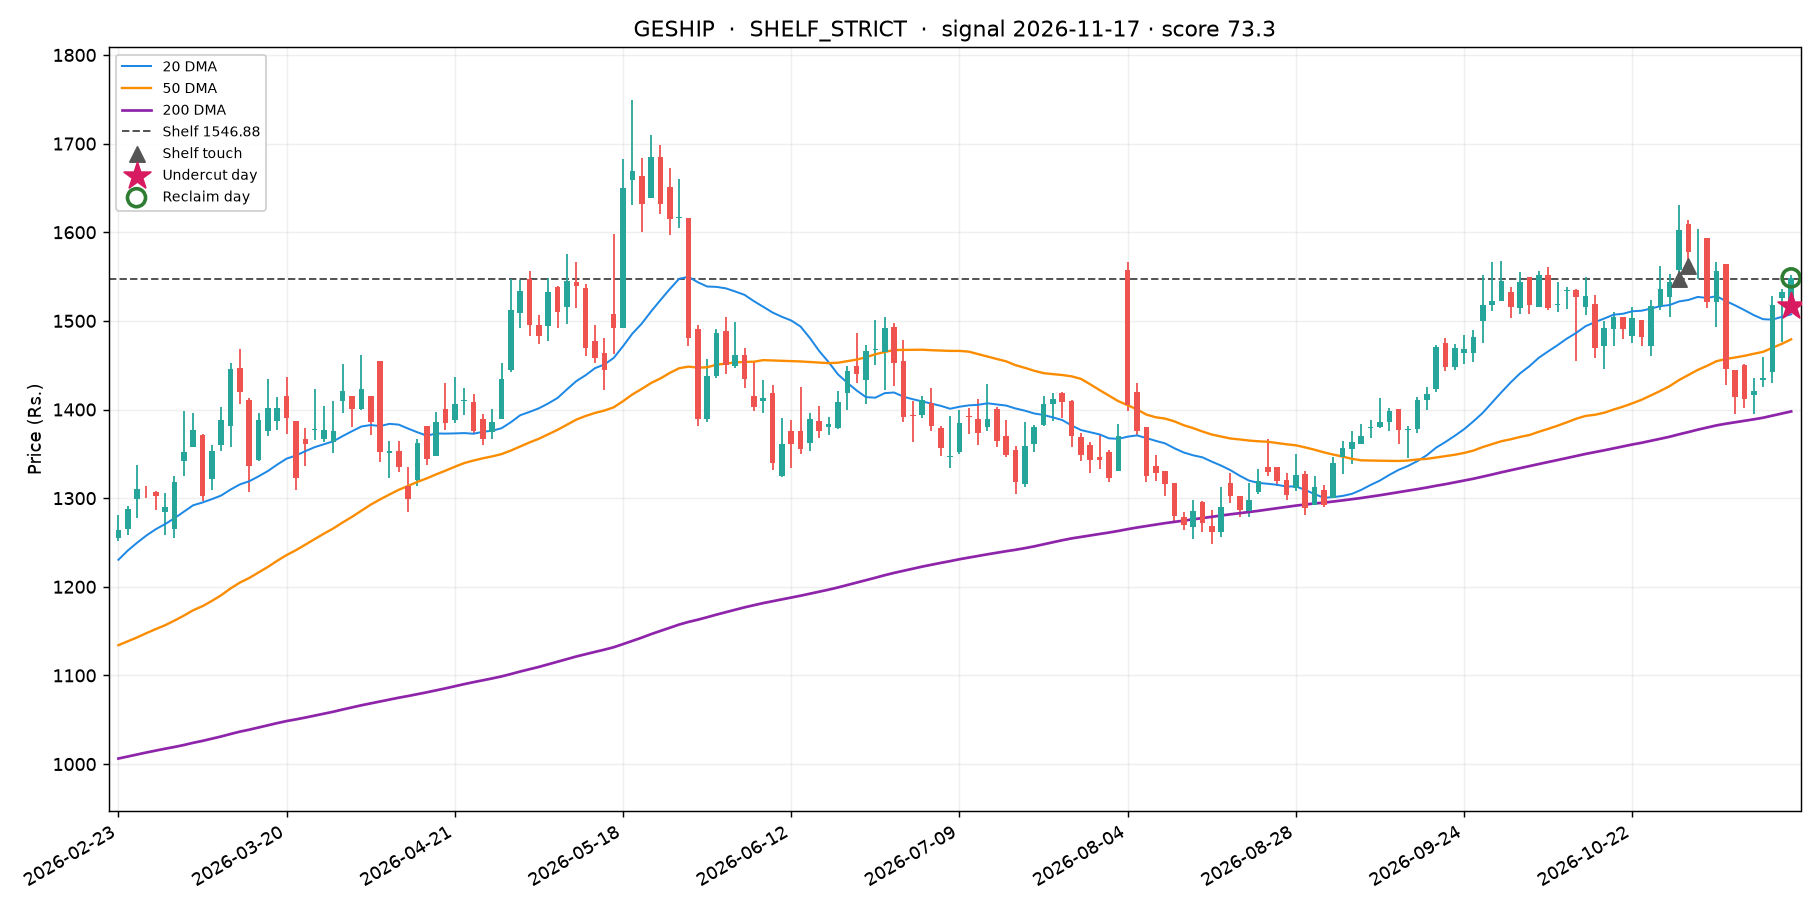 GESHIP · SHELF_STRICT · signal 2026-11-17 · score 73.3
20 DMA
50 DMA
200 DMA
Shelf 1546.88
Shelf touch
Undercut day
Reclaim day
Price (Rs.)
1800
1700
1600
1500
1400
1300
1200
1100
1000
2026-02-23
2026-03-20
2026-04-21
2026-05-18
2026-06-12
2026-07-09
2026-08-04
2026-08-28
2026-09-24
2026-10-22